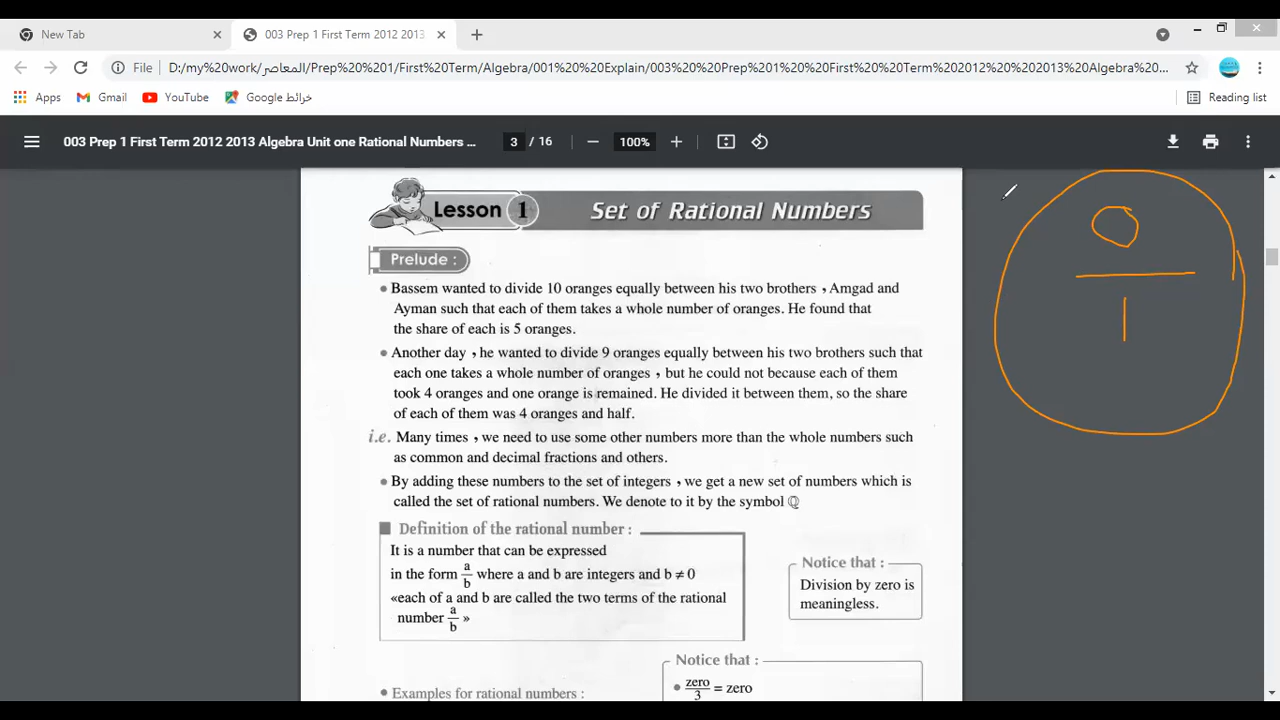 New Tab
003 Prep 1 First Term 2012 2013
File D:/my%20work/المعاصر/Prep%20%201/First%20Term/Algebra/001%20%20Explain/003%20%20Prep%201%20%20First%20%20Term%202012%20%202013%20Algebra%20...
Apps Gmail YouTube خرائط Google Reading list
003 Prep 1 First Term 2012 2013 Algebra Unit one Rational Numbers ... 3 / 16 100%
Lesson 1 Set of Rational Numbers
Prelude :
• Bassem wanted to divide 10 oranges equally between his two brothers , Amgad and
Ayman such that each of them takes a whole number of oranges. He found that
the share of each is 5 oranges.
• Another day , he wanted to divide 9 oranges equally between his two brothers such that
each one takes a whole number of oranges , but he could not because each of them
took 4 oranges and one orange is remained. He divided it between them, so the share
of each of them was 4 oranges and half.
i.e. Many times , we need to use some other numbers more than the whole numbers such
as common and decimal fractions and others.
• By adding these numbers to the set of integers , we get a new set of numbers which is
called the set of rational numbers. We denote to it by the symbol ℚ
Definition of the rational number :
It is a number that can be expressed
in the form a/b where a and b are integers and b ≠ 0
«each of a and b are called the two terms of the rational
number a/b »
Notice that :
Division by zero is
meaningless.
• Examples for rational numbers :
Notice that :
• zero/3 = zero
0
1